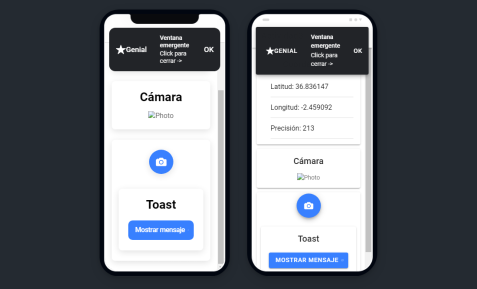 Genial
Ventana
emergente
Click para
cerrar ->
OK
Cámara
Photo
Toast
Mostrar mensaje
GENIAL
Ventana
emergente
Click para
cerrar ->
OK
Latitud: 36.836147
Longitud: -2.459092
Precisión: 213
Cámara
Photo
Toast
MOSTRAR MENSAJE